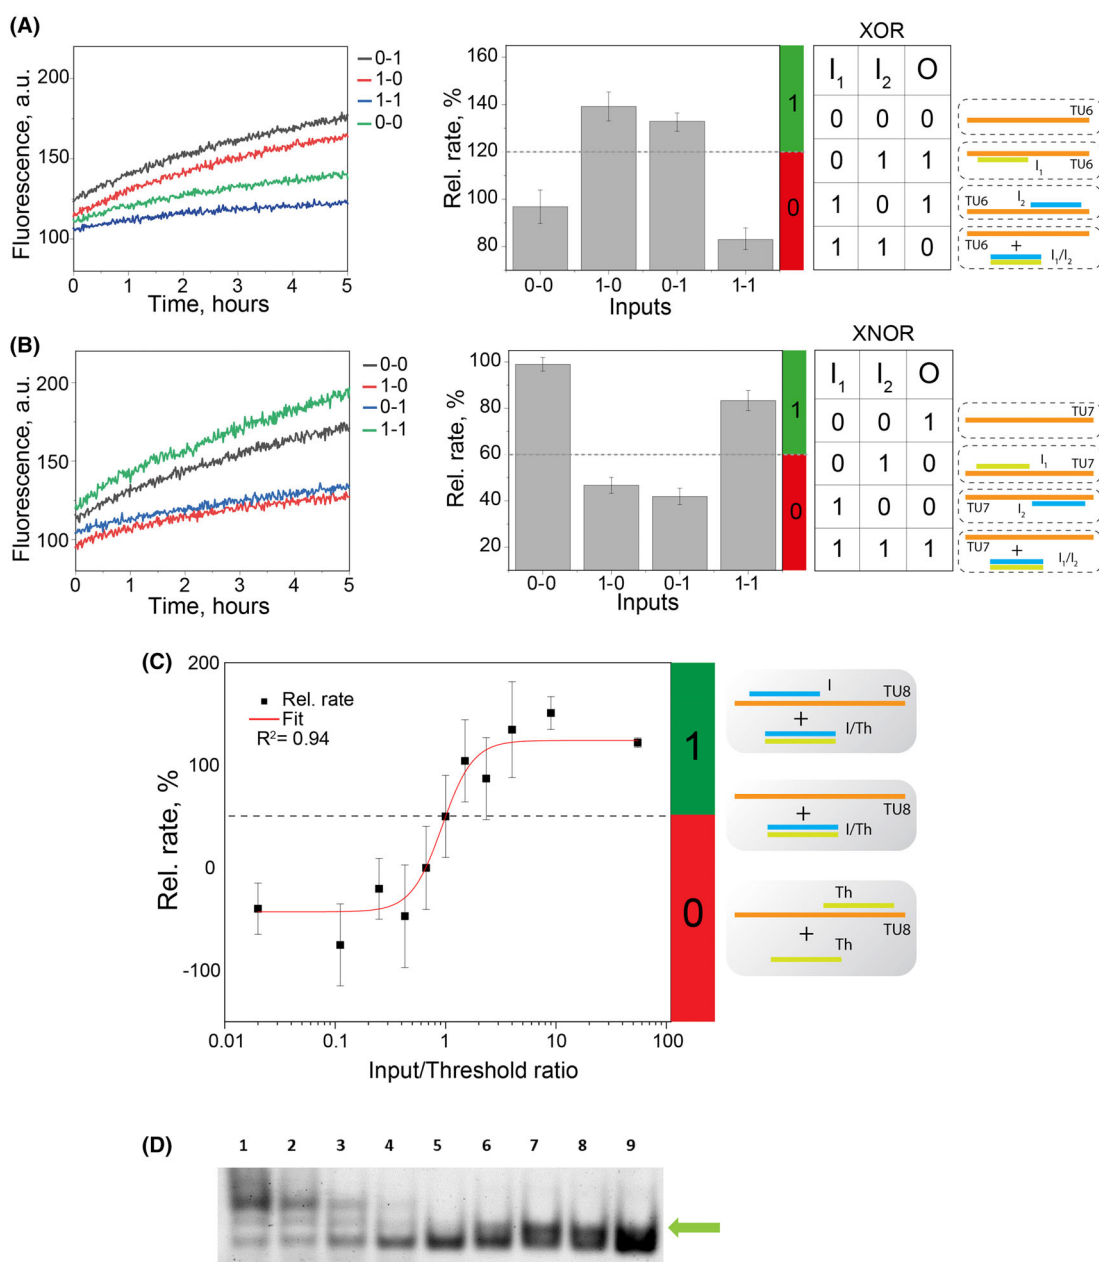 (A)
Fluorescence, a.u.
200
150
100
0 1 2 3 4 5
Time, hours
0-1
1-0
1-1
0-0
Rel. rate, %
160
140
120
100
80
0-0 1-0 0-1 1-1
Inputs
1
0
XOR
I1 I2 O
0 0 0
0 1 1
1 0 1
1 1 0
TU6
I1 TU6
TU6 I2
TU6 + I1/I2
(B)
Fluorescence, a.u.
200
150
100
0 1 2 3 4 5
Time, hours
0-0
1-0
0-1
1-1
Rel. rate, %
100
80
60
40
20
0-0 1-0 0-1 1-1
Inputs
1
0
XNOR
I1 I2 O
0 0 1
0 1 0
1 0 0
1 1 1
TU7
I1 TU7
TU7 I2
TU7 + I1/I2
(C)
Rel. rate, %
200
100
0
-100
Rel. rate
Fit
R2= 0.94
0.01 0.1 1 10 100
Input/Threshold ratio
1
0
I TU8
+ I/Th
TU8
+ I/Th
Th
TU8
+ Th
(D) 1 2 3 4 5 6 7 8 9